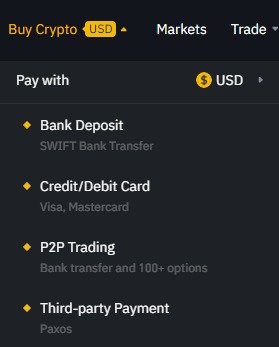 Buy Crypto USD Markets Trade
Pay with $ USD
Bank Deposit
SWIFT Bank Transfer
Credit/Debit Card
Visa, Mastercard
P2P Trading
Bank transfer and 100+ options
Third-party Payment
Paxos